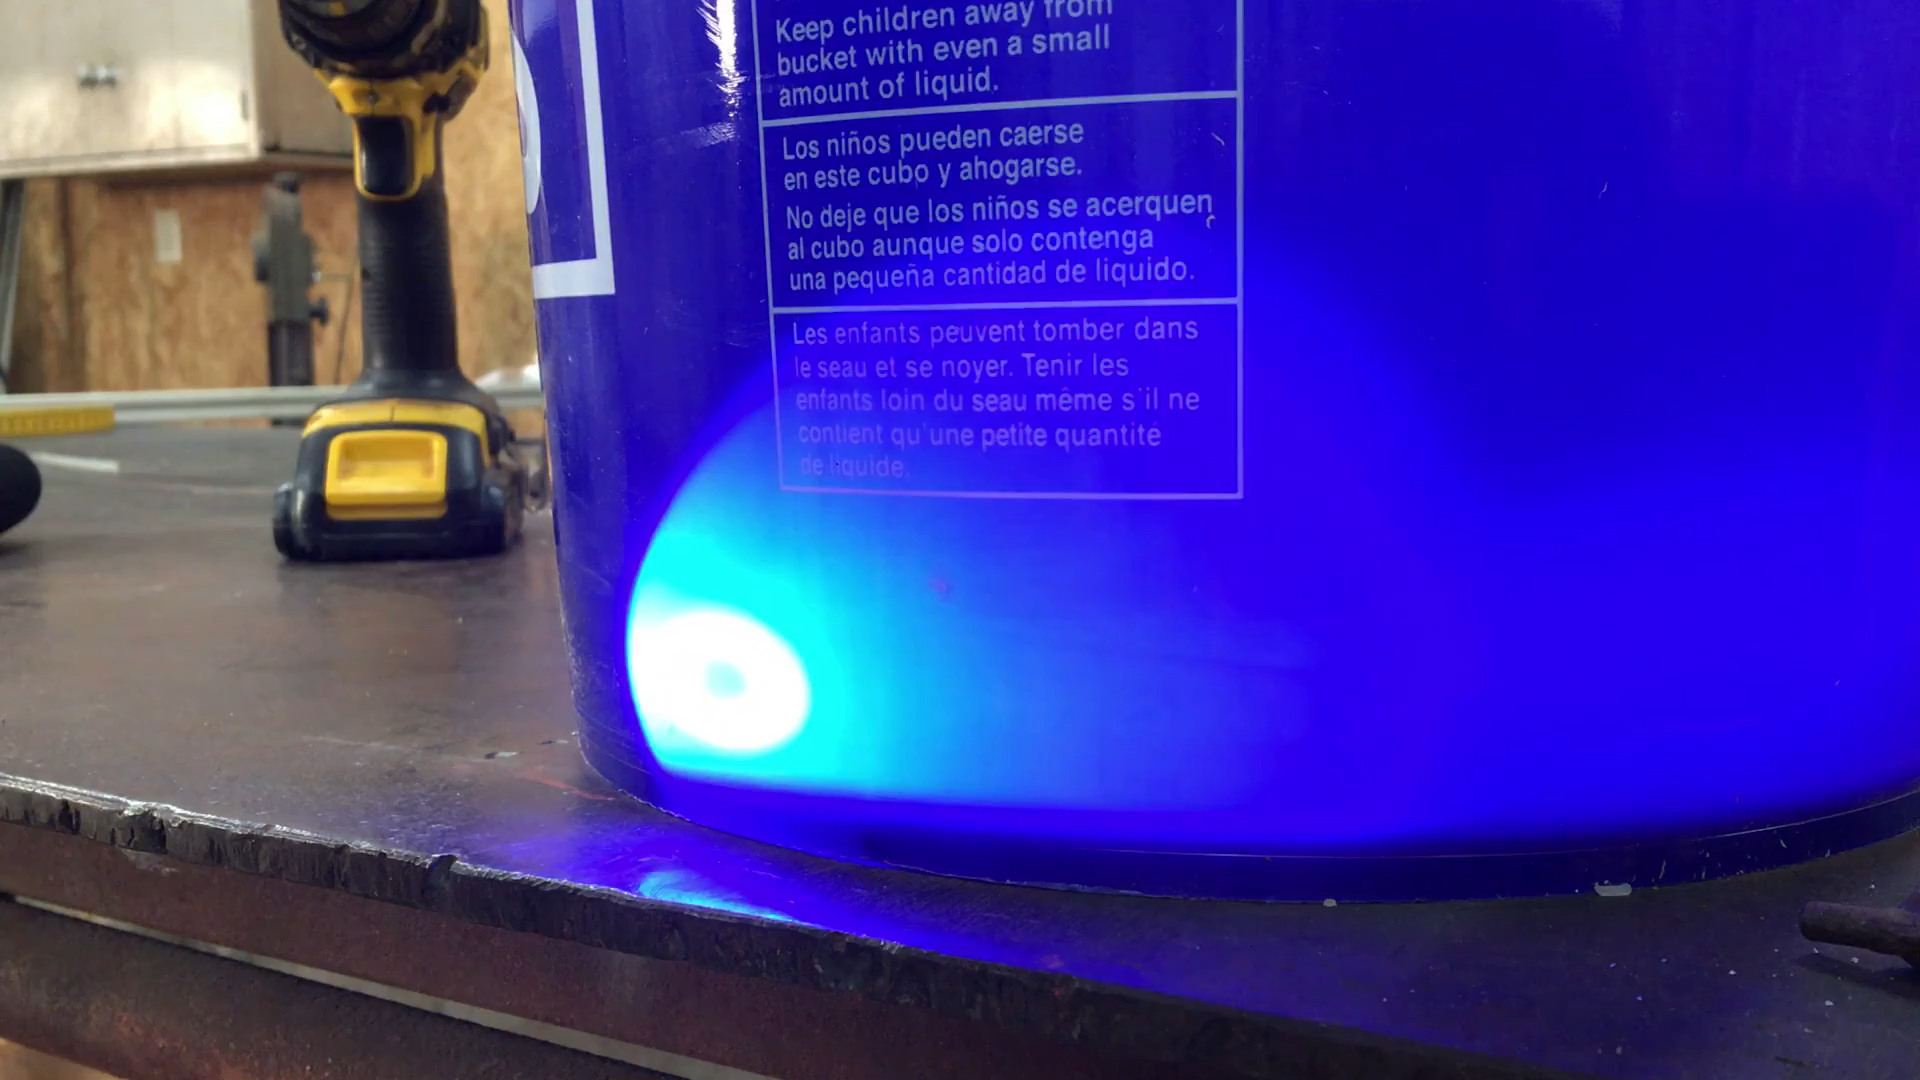 Keep children away from
bucket with even a small
amount of liquid.
Los niños pueden caerse
en este cubo y ahogarse.
No deje que los niños se acerquen
al cubo aunque solo contenga
una pequeña cantidad de liquido.
Les enfants peuvent tomber dans
le seau et se noyer. Tenir les
enfants loin du seau même s'il ne
contient qu'une petite quantité
de liquide.